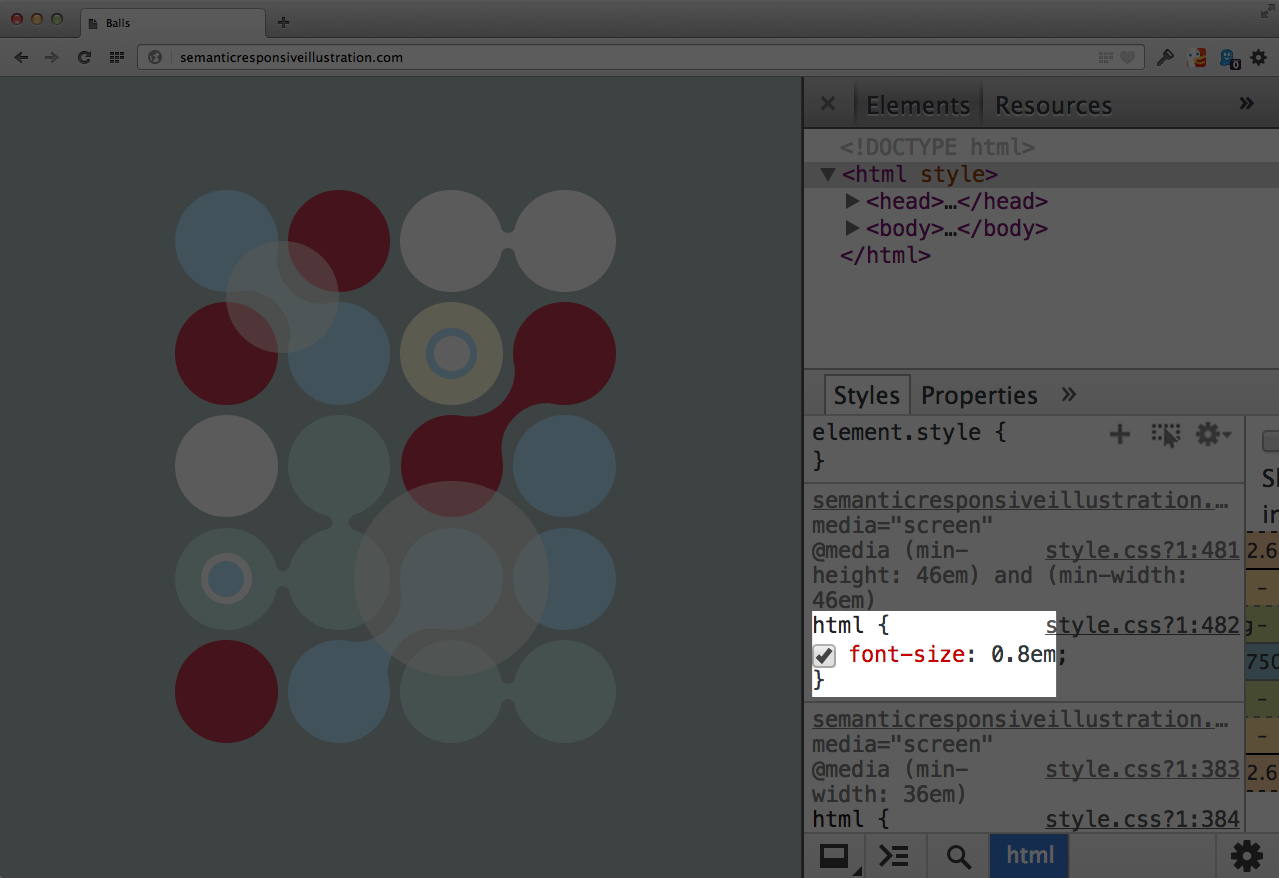 Balls
semanticresponsiveillustration.com
0
Elements Resources »
<!DOCTYPE html>
▼<html style>
▶<head>…</head>
▶<body>…</body>
</html>
Styles Properties »
element.style {
}
semanticresponsiveillustration.…
media="screen"
@media (min- style.css?1:481
height: 46em) and (min-width:
46em)
html { style.css?1:482
font-size: 0.8em;
}
semanticresponsiveillustration.…
media="screen"
@media (min- style.css?1:383
width: 36em)
html { style.css?1:384
2.6
-
750
-
-
2.6
html